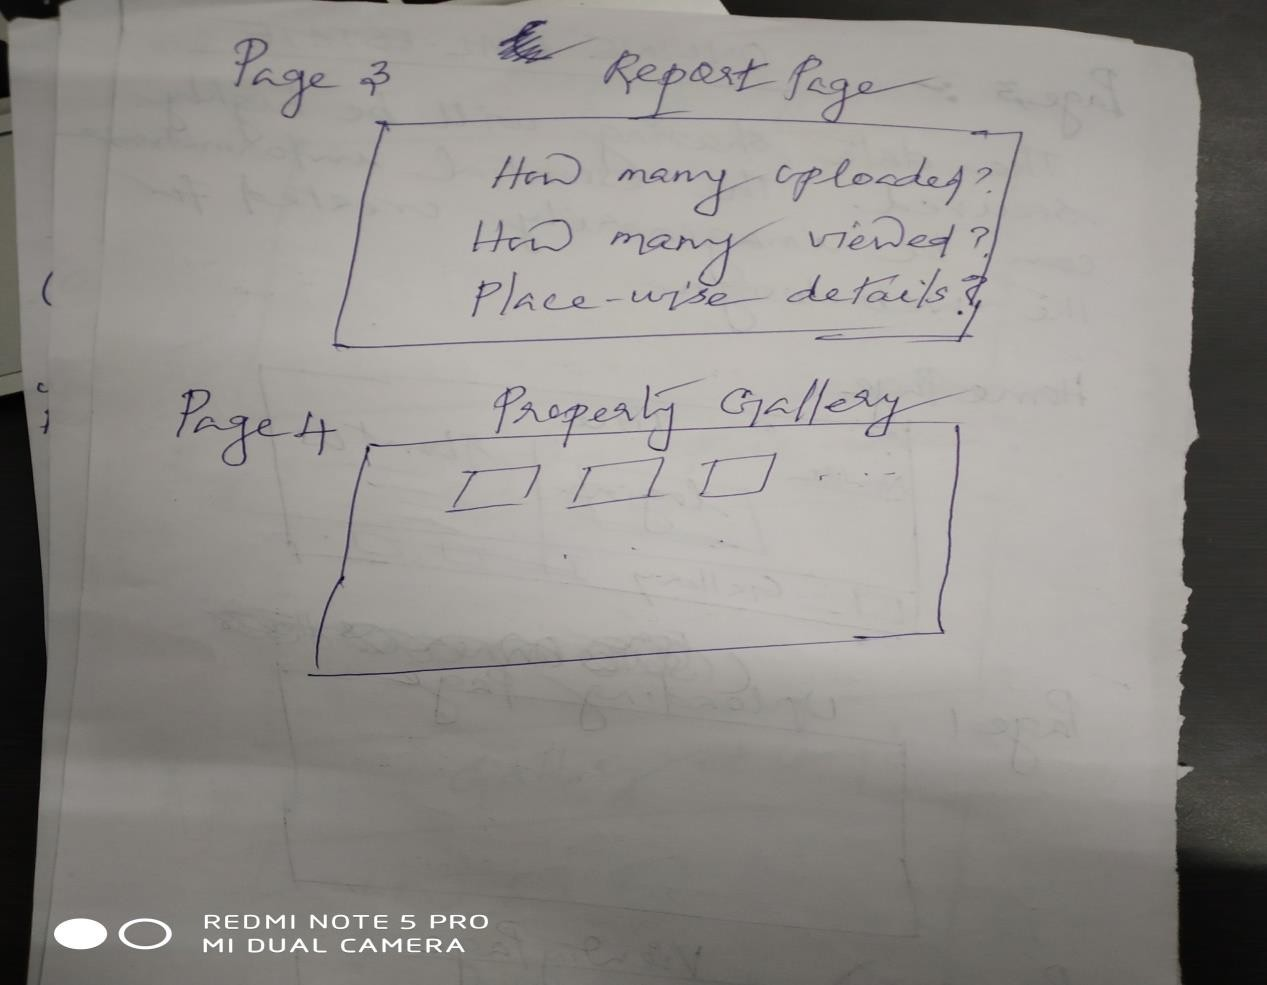 Page 3
Report Page
How many uploaded?
How many viewed?
Place-wise details?
Page 4
Property Gallery
REDMI NOTE 5 PRO
MI DUAL CAMERA